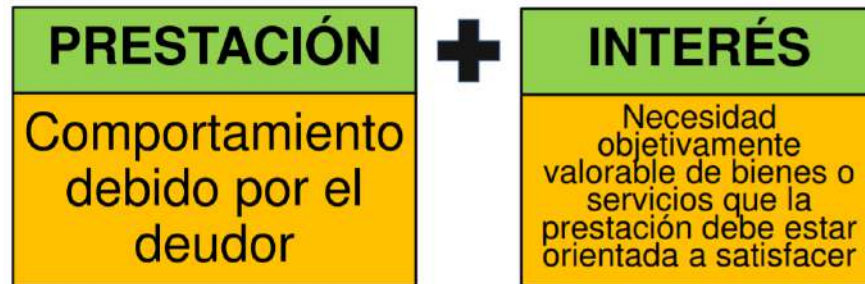 PRESTACIÓN
Comportamiento
debido por el
deudor
INTERÉS
Necesidad
objetivamente
valorable de bienes o
servicios que la
prestación debe estar
orientada a satisfacer